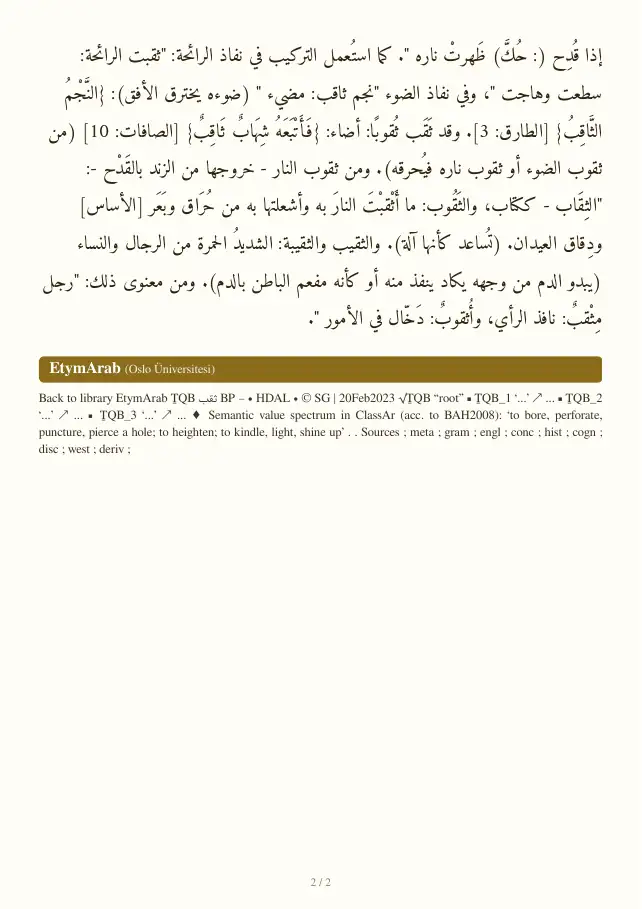 إذا قُدِح (: حُكَّ) ظَهرتْ ناره ". كما استُعمل التركيب في نفاذ الرائحة: "ثقبت الرائحة:
سطعت وهاجت "، وفي نفاذ الضوء "نجم ثاقب: مضيء " (ضوءه يخترق الأفق): {النَّجْمُ
الثَّاقِبُ} [الطارق: 3]. وقد ثَقَب ثُقوبًا: أضاء: {فَأَتْبَعَهُ شِهَابٌ ثَاقِبٌ} [الصافات: 10] (من
ثقوب الضوء أو ثقوب ناره فيُحرقه). ومن ثقوب النار - خروجها من الزند بالقَدْح -:
"الثِقَاب - ككتاب، والثَقُوب: ما أَثْقبْتَ النارَ به وأشعلتها به من حُرَاق وبَعَر [الأساس]
ودِقاق العيدان. (تُساعد كأنها آلة). والثقيب والثقيبة: الشديدُ الحمرة من الرجال والنساء
(يبدو الدم من وجهه يكاد ينفذ منه أو كأنه مفعم الباطن بالدم). ومن معنوى ذلك: "رجل
مِثْقبٌ: نافذ الرأي، وأُثقوبٌ: دَخّال في الأمور ".
EtymArab (Oslo Üniversitesi)
Back to library EtymArab ṮQB ثقب BP – • HDAL • © SG | 20Feb2023 √ṮQB “root” ▪ ṮQB_1 ‘...’ ↗ ... ▪ ṮQB_2
‘...’ ↗ ... ▪ ṮQB_3 ‘...’ ↗ ... ♦ Semantic value spectrum in ClassAr (acc. to BAH2008): ‘to bore, perforate,
puncture, pierce a hole; to heighten; to kindle, light, shine up’ . . Sources ; meta ; gram ; engl ; conc ; hist ; cogn ;
disc ; west ; deriv ;
2 / 2